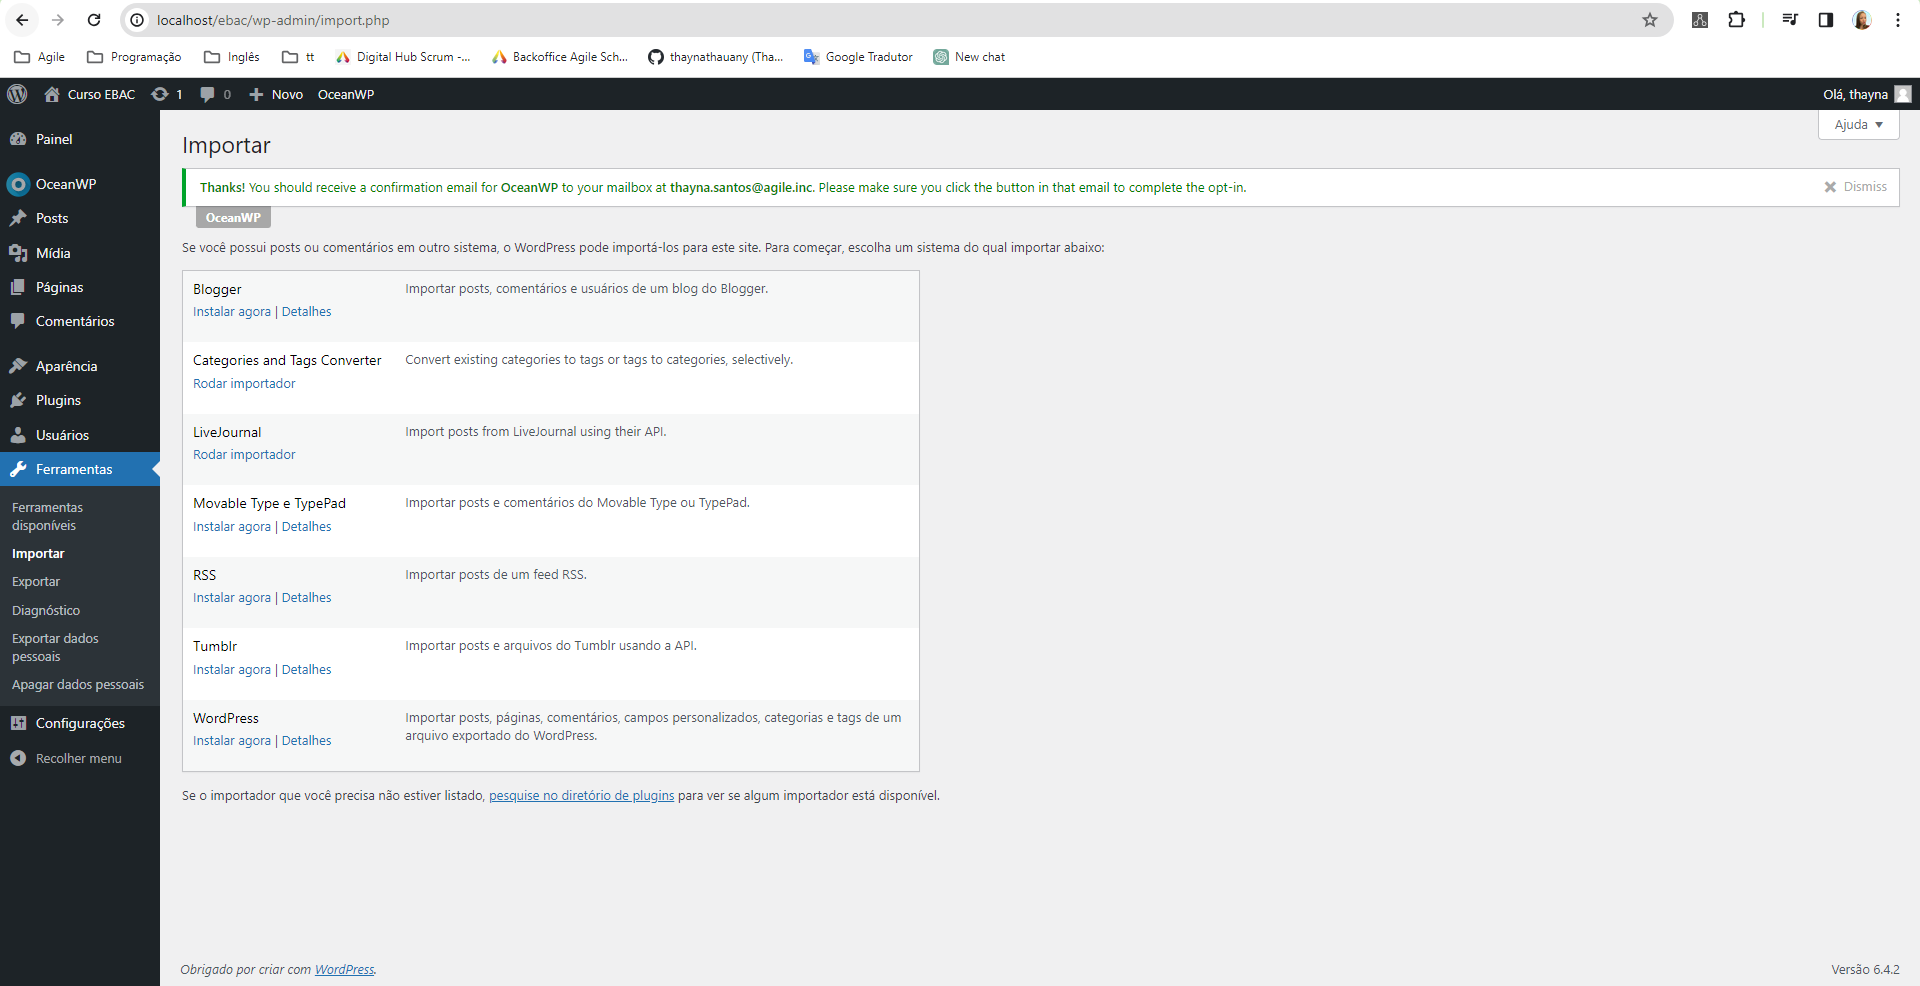 localhost/ebac/wp-admin/import.php
Agile Programação Inglês tt Digital Hub Scrum -... Backoffice Agile Sch... thaynathauany (Tha... Google Tradutor New chat
Curso EBAC 1 0 Novo OceanWP Olá, thayna
Ajuda
Painel
OceanWP
Posts
Mídia
Páginas
Comentários
Aparência
Plugins
Usuários
Ferramentas
Ferramentas
disponíveis
Importar
Exportar
Diagnóstico
Exportar dados
pessoais
Apagar dados pessoais
Configurações
Recolher menu
Importar
Thanks! You should receive a confirmation email for OceanWP to your mailbox at thayna.santos@agile.inc. Please make sure you click the button in that email to complete the opt-in. Dismiss
OceanWP
Se você possui posts ou comentários em outro sistema, o WordPress pode importá-los para este site. Para começar, escolha um sistema do qual importar abaixo:
Blogger Importar posts, comentários e usuários de um blog do Blogger.
Instalar agora | Detalhes
Categories and Tags Converter Convert existing categories to tags or tags to categories, selectively.
Rodar importador
LiveJournal Import posts from LiveJournal using their API.
Rodar importador
Movable Type e TypePad Importar posts e comentários do Movable Type ou TypePad.
Instalar agora | Detalhes
RSS Importar posts de um feed RSS.
Instalar agora | Detalhes
Tumblr Importar posts e arquivos do Tumblr usando a API.
Instalar agora | Detalhes
WordPress Importar posts, páginas, comentários, campos personalizados, categorias e tags de um
arquivo exportado do WordPress.
Instalar agora | Detalhes
Se o importador que você precisa não estiver listado, pesquise no diretório de plugins para ver se algum importador está disponível.
Obrigado por criar com WordPress. Versão 6.4.2